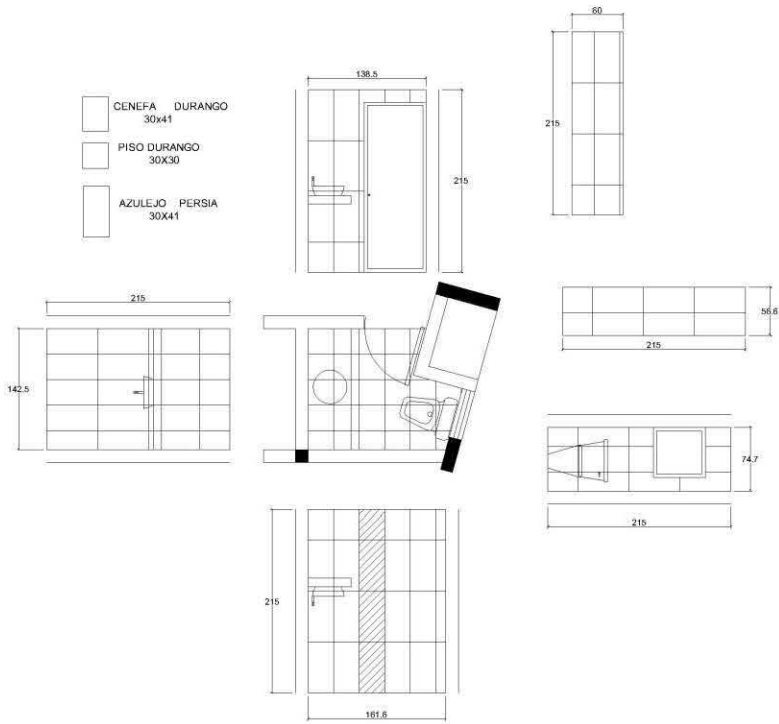 60
138.5
CENEFA DURANGO
30x41
PISO DURANGO
30X30
AZULEJO PERSIA
30X41
215
215
215
142.5
56.6
215
74.7
215
215
161.6